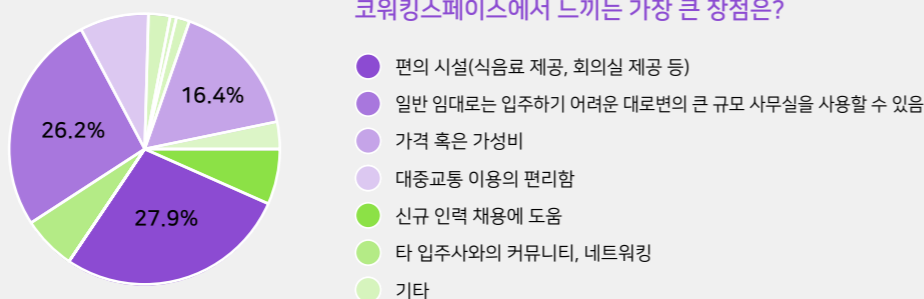 코워킹스페이스에서 느끼는 가장 큰 장점은?
16.4%
26.2%
27.9%
편의 시설(식음료 제공, 회의실 제공 등)
일반 임대로는 입주하기 어려운 대로변의 큰 규모 사무실을 사용할 수 있음
가격 혹은 가성비
대중교통 이용의 편리함
신규 인력 채용에 도움
타 입주사와의 커뮤니티, 네트워킹
기타